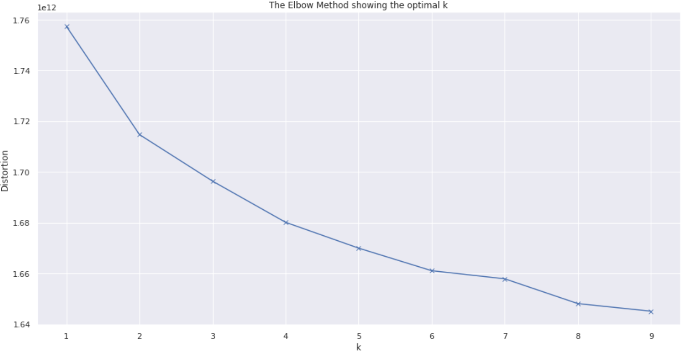 The Elbow Method showing the optimal k
1e12
1.76
1.74
1.72
1.70
1.68
1.66
1.64
Distortion
1 2 3 4 5 6 7 8 9
k